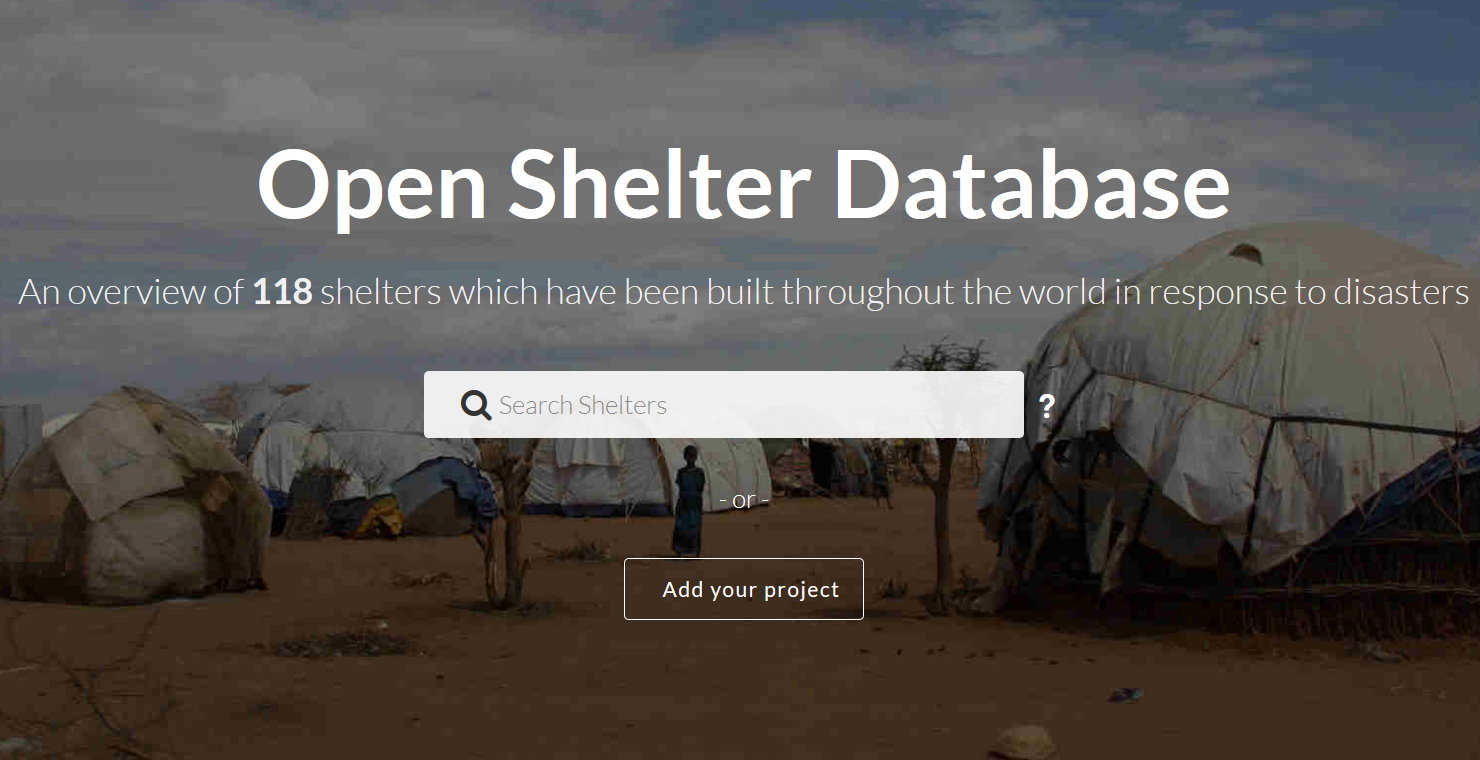 Open Shelter Database
An overview of 118 shelters which have been built throughout the world in response to disasters
Search Shelters
?
- or -
Add your project